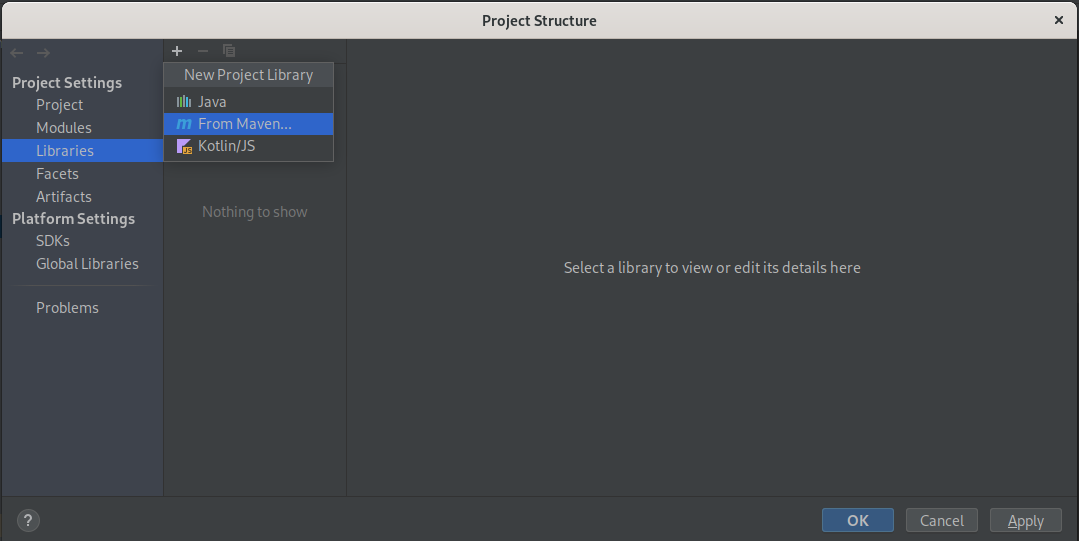 Project Structure
Project Settings
Project
Modules
Libraries
Facets
Artifacts
Platform Settings
SDKs
Global Libraries
Problems
New Project Library
Java
m From Maven...
JS Kotlin/JS
Nothing to show
Select a library to view or edit its details here
?
OK
Cancel
Apply